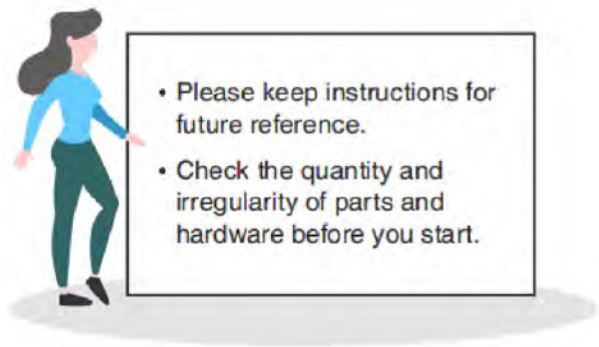 • Please keep instructions for
future reference.
• Check the quantity and
irregularity of parts and
hardware before you start.